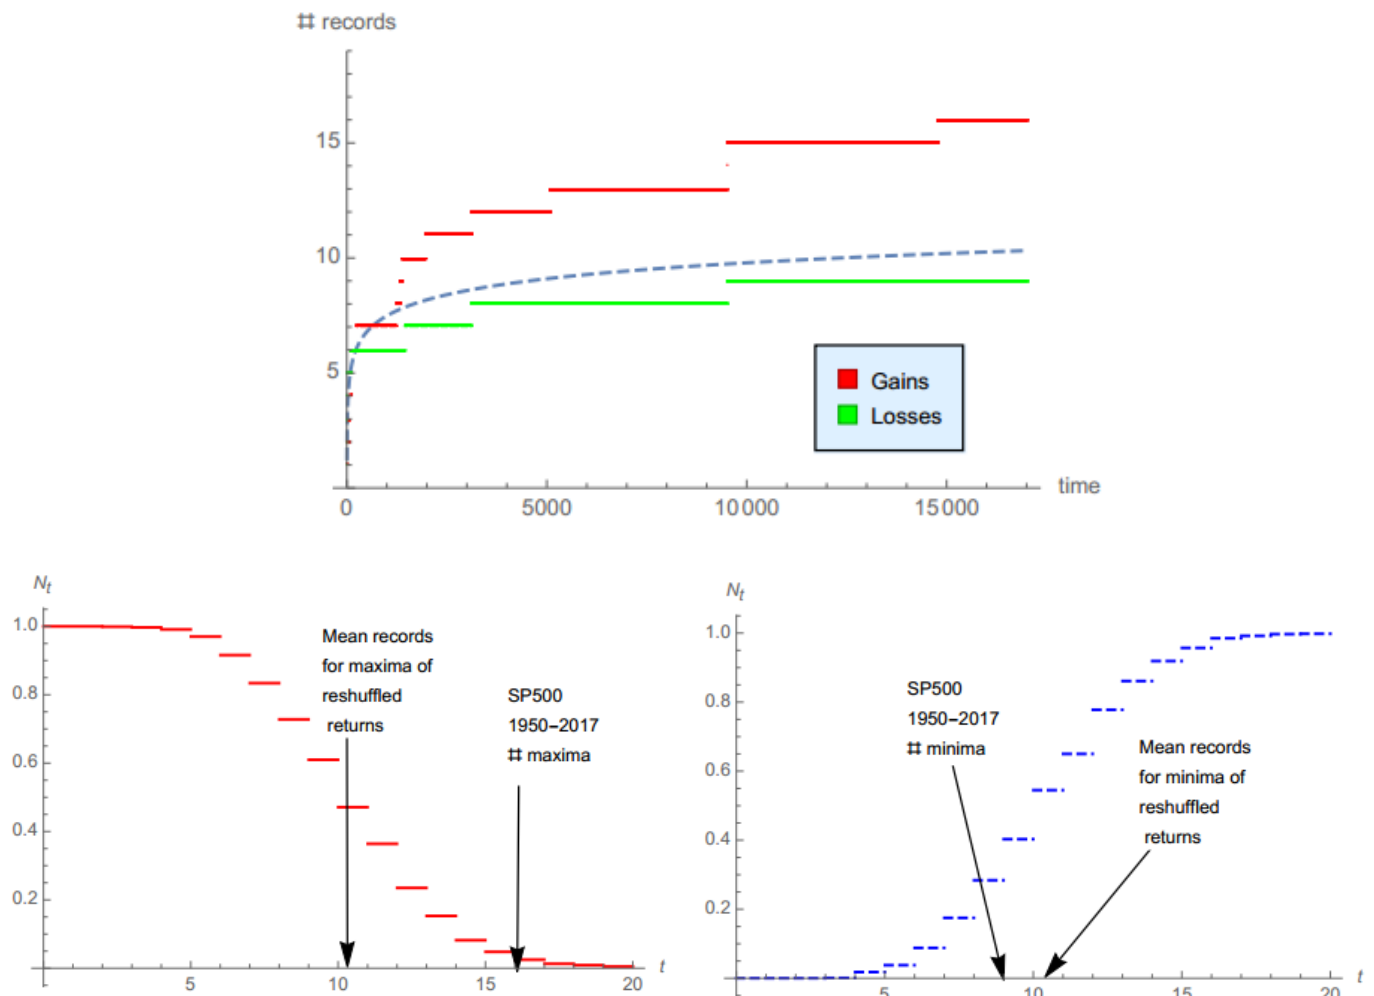 # records
15
10
5
Gains
Losses
time
0 5000 10000 15000
Nt
1.0
0.8
0.6
0.4
0.2
Mean records
for maxima of
reshuffled
returns
SP500
1950–2017
# maxima
5 10 15 20
t
Nt
1.0
0.8
0.6
0.4
0.2
SP500
1950–2017
# minima
Mean records
for minima of
reshuffled
returns
5 10 15 20
t